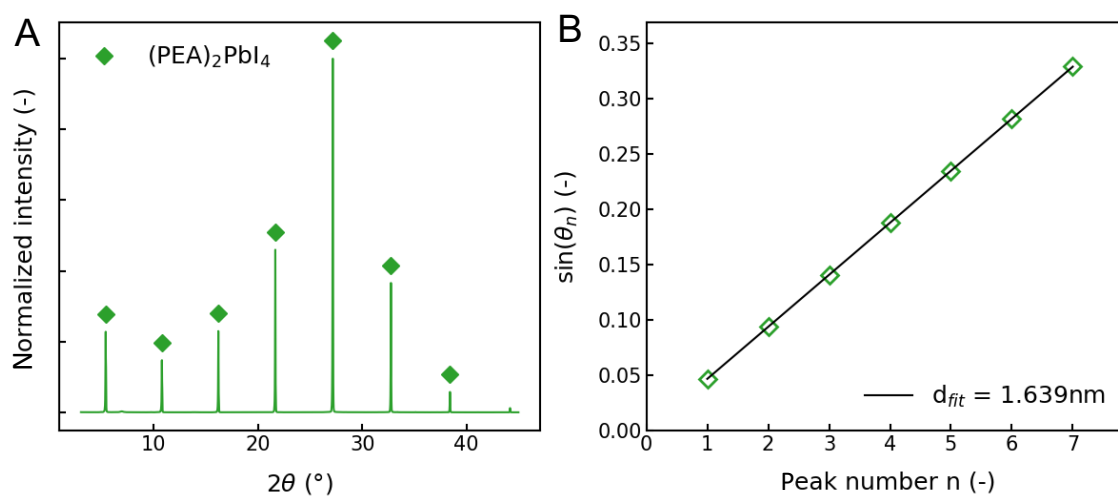 A
(PEA)₂PbI₄
Normalized intensity (-)
10 20 30 40
2θ (°)
B
0.35
0.30
0.25
0.20
0.15
0.10
0.05
0.00
sin(θₙ) (-)
d_fit = 1.639nm
0 1 2 3 4 5 6 7
Peak number n (-)